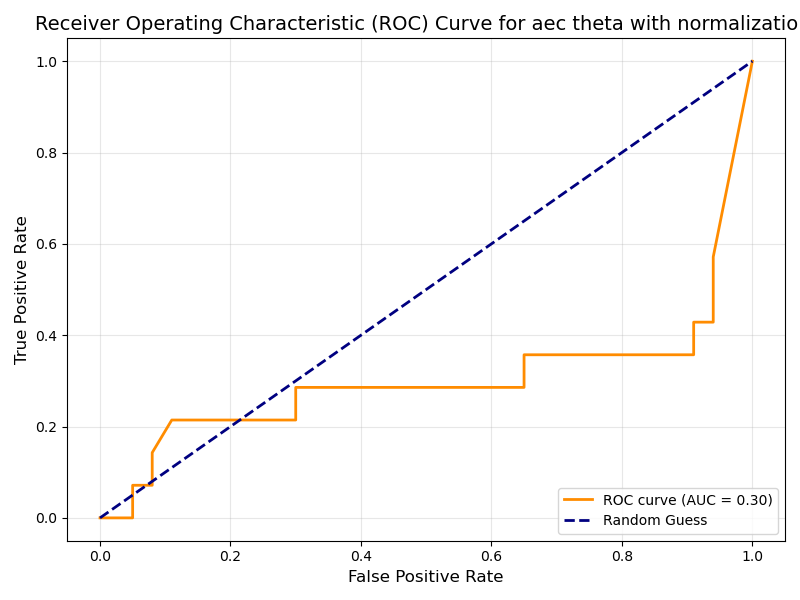 Receiver Operating Characteristic (ROC) Curve for aec theta with normalizatio
1.0
0.8
0.6
0.4
0.2
0.0
True Positive Rate
ROC curve (AUC = 0.30)
Random Guess
0.0 0.2 0.4 0.6 0.8 1.0
False Positive Rate